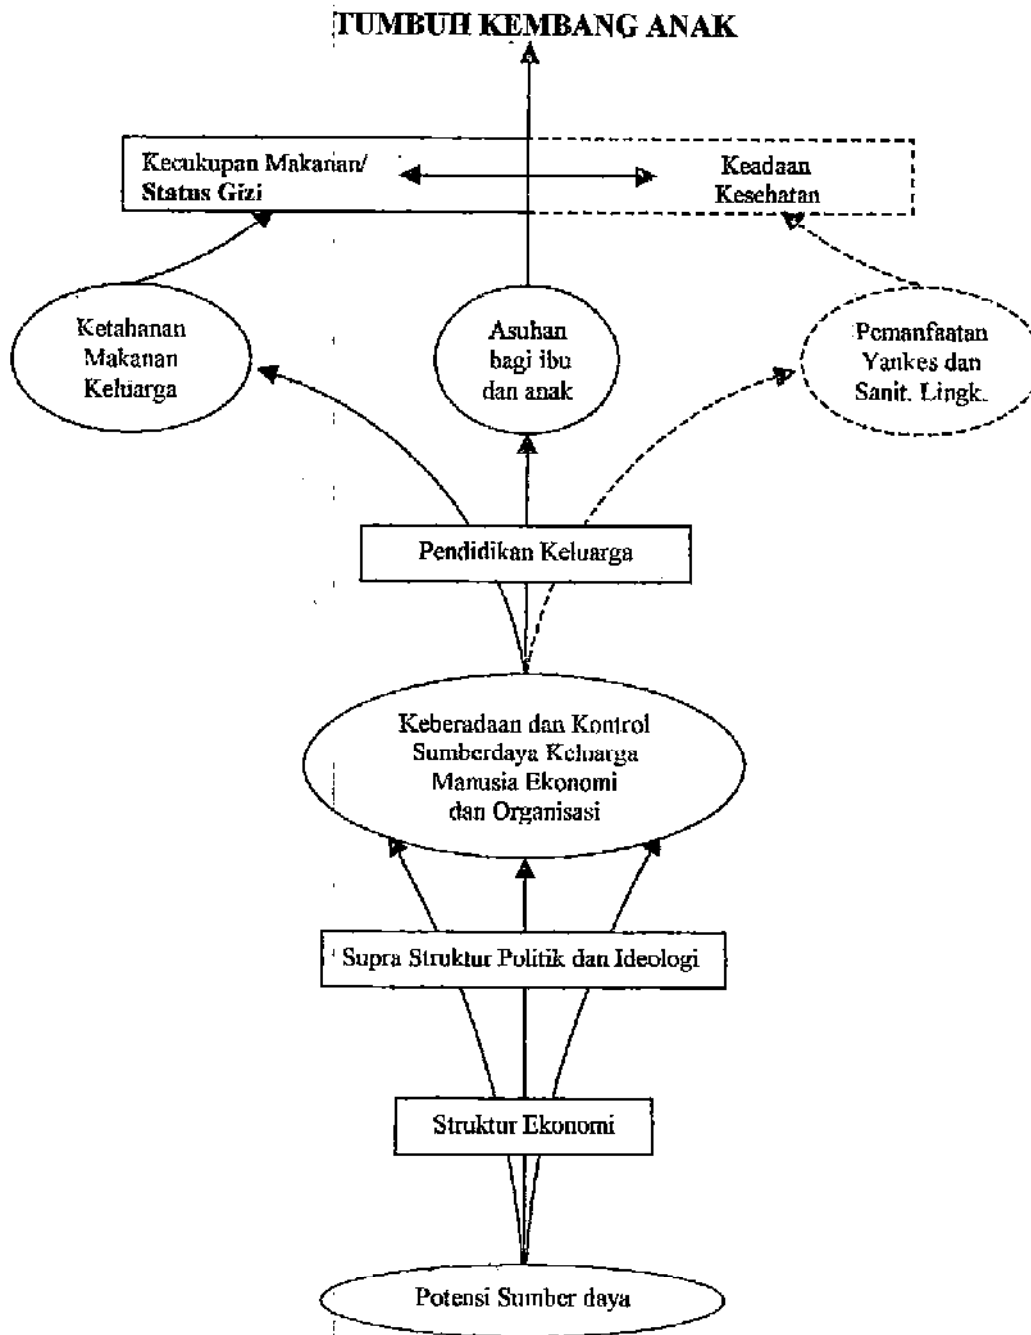 TUMBUH KEMBANG ANAK
Kecukupan Makanan/
Status Gizi
Keadaan
Kesehatan
Ketahanan
Makanan
Keluarga
Asuhan
bagi ibu
dan anak
Pemanfaatan
Yankes dan
Sanit. Lingk.
Pendidikan Keluarga
Keberadaan dan Kontrol
Sumberdaya Keluarga
Manusia Ekonomi
dan Organisasi
Supra Struktur Politik dan Ideologi
Struktur Ekonomi
Potensi Sumber daya